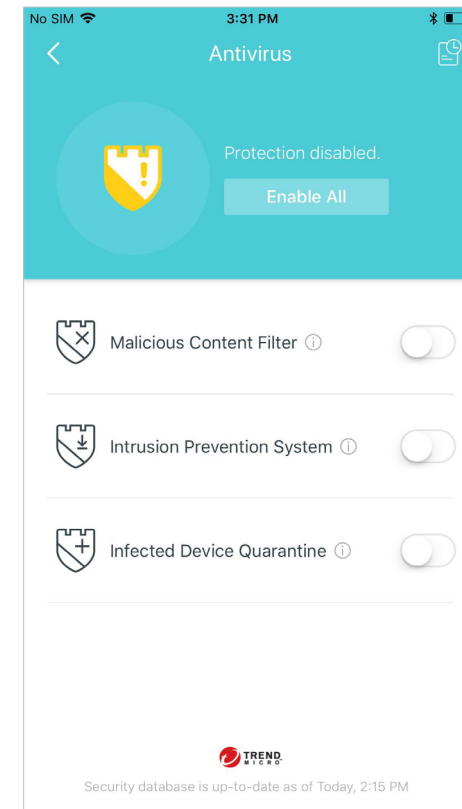 No SIM 3:31 PM
Antivirus
Protection disabled.
Enable All
Malicious Content Filter
Intrusion Prevention System
Infected Device Quarantine
TREND
MICRO
Security database is up-to-date as of Today, 2:15 PM